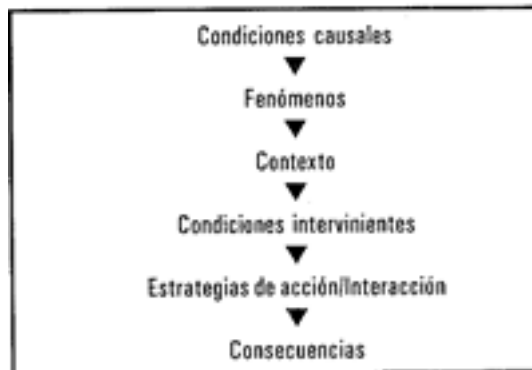 Condiciones causales
Fenómenos
Contexto
Condiciones intervinientes
Estrategias de acción/Interacción
Consecuencias